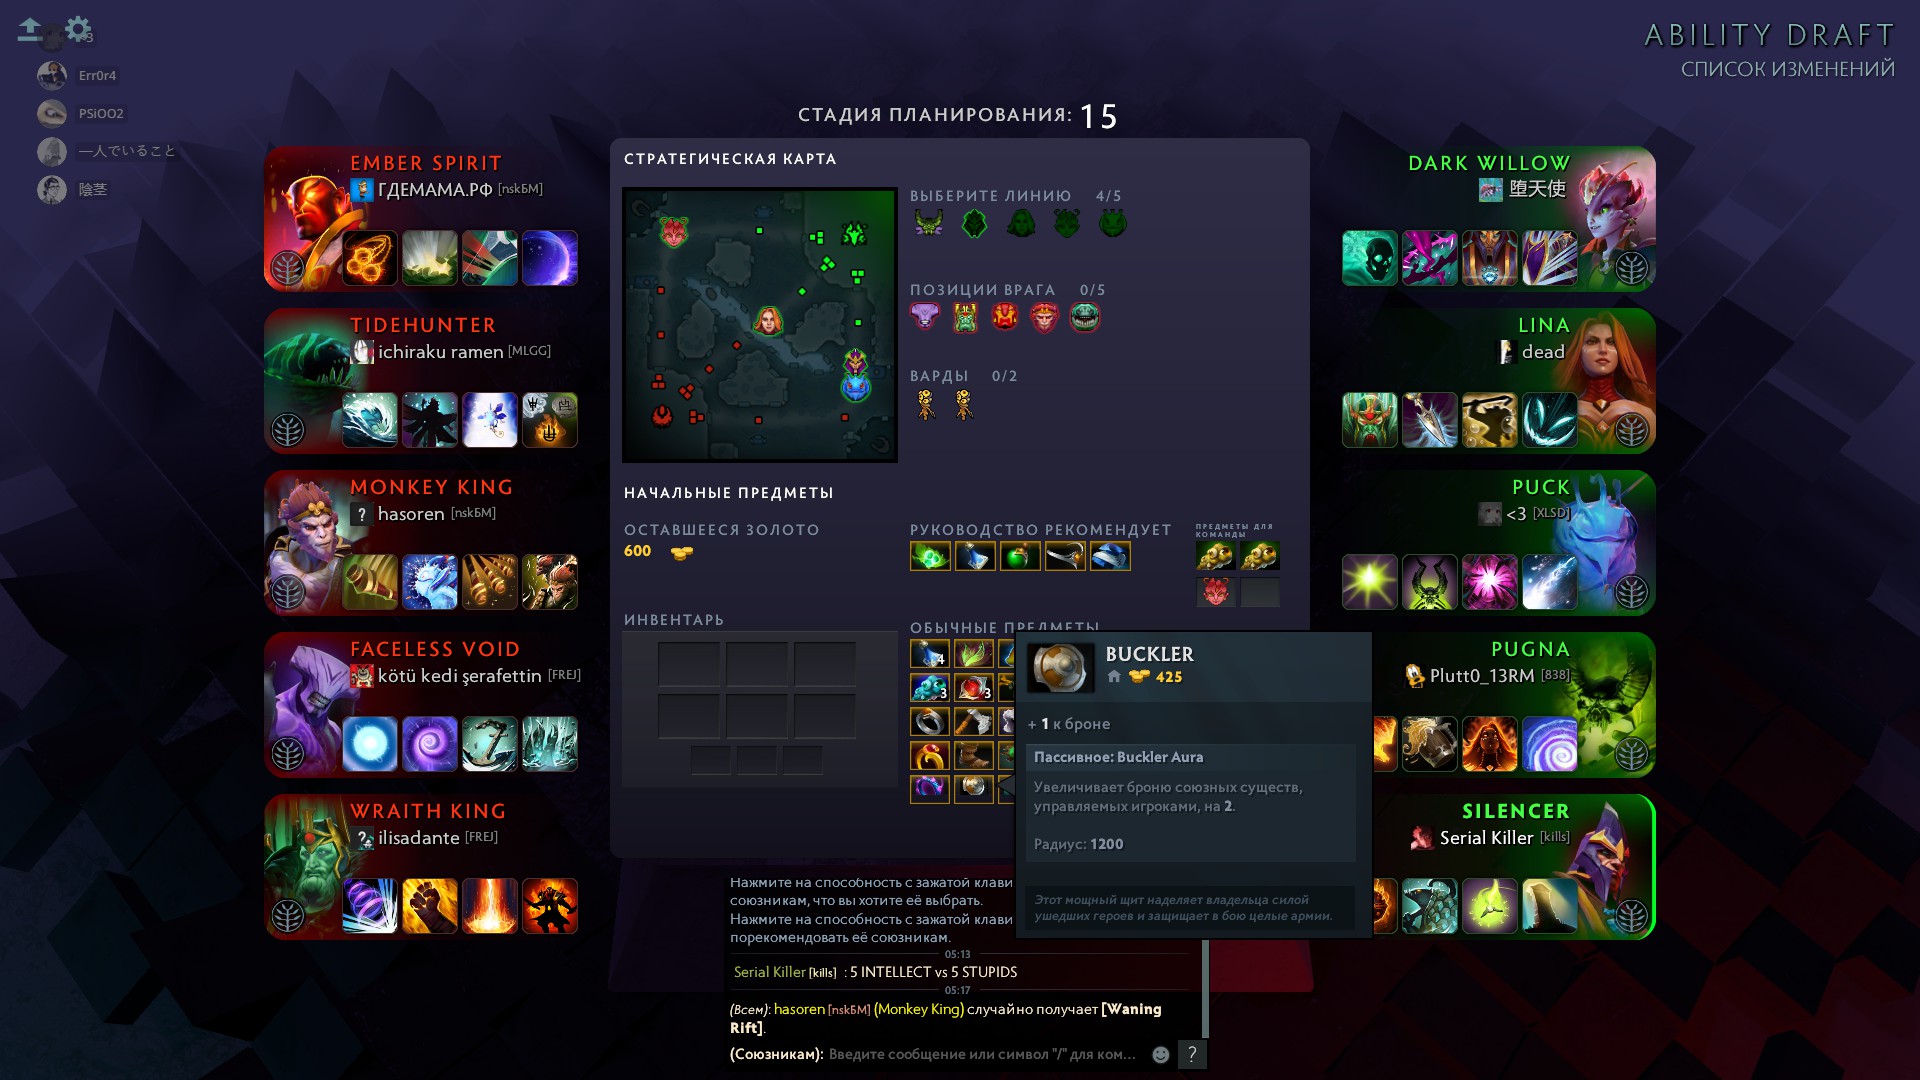 ABILITY DRAFT
СПИСОК ИЗМЕНЕНИЙ
Err0r4
PSiOO2
一人でいること
陰茎
СТАДИЯ ПЛАНИРОВАНИЯ: 15
EMBER SPIRIT
ГДЕМАМА.РФ [nskБМ]
TIDEHUNTER
ichiraku ramen [MLGG]
MONKEY KING
? hasoren [nskБМ]
FACELESS VOID
kötü kedi şerafettin [FREJ]
WRAITH KING
ilisadante [FREJ]
СТРАТЕГИЧЕСКАЯ КАРТА
ВЫБЕРИТЕ ЛИНИЮ 4/5
ПОЗИЦИИ ВРАГА 0/5
ВАРДЫ 0/2
НАЧАЛЬНЫЕ ПРЕДМЕТЫ
ОСТАВШЕЕСЯ ЗОЛОТО
600
РУКОВОДСТВО РЕКОМЕНДУЕТ
ПРЕДМЕТЫ ДЛЯ
КОМАНДЫ
ИНВЕНТАРЬ
ОБЫЧНЫЕ ПРЕДМЕТЫ
4
3
3
BUCKLER
425
+ 1 к броне
Пассивное: Buckler Aura
Увеличивает броню союзных существ,
управляемых игроками, на 2.
Радиус: 1200
Этот мощный щит наделяет владельца силой
ушедших героев и защищает в бою целые армии.
DARK WILLOW
堕天使
LINA
dead
PUCK
<3 [XLSD]
PUGNA
Plutt0_13RM [838]
SILENCER
Serial Killer [kills]
Нажмите на способность с зажатой клави
союзникам, что вы хотите её выбрать.
Нажмите на способность с зажатой клави
порекомендовать её союзникам.
05:13
Serial Killer [kills] : 5 INTELLECT vs 5 STUPIDS
05:17
(Всем): hasoren [nskБМ] (Monkey King) случайно получает [Waning
Rift].
(Союзникам): Введите сообщение или символ "/" для ком...
?